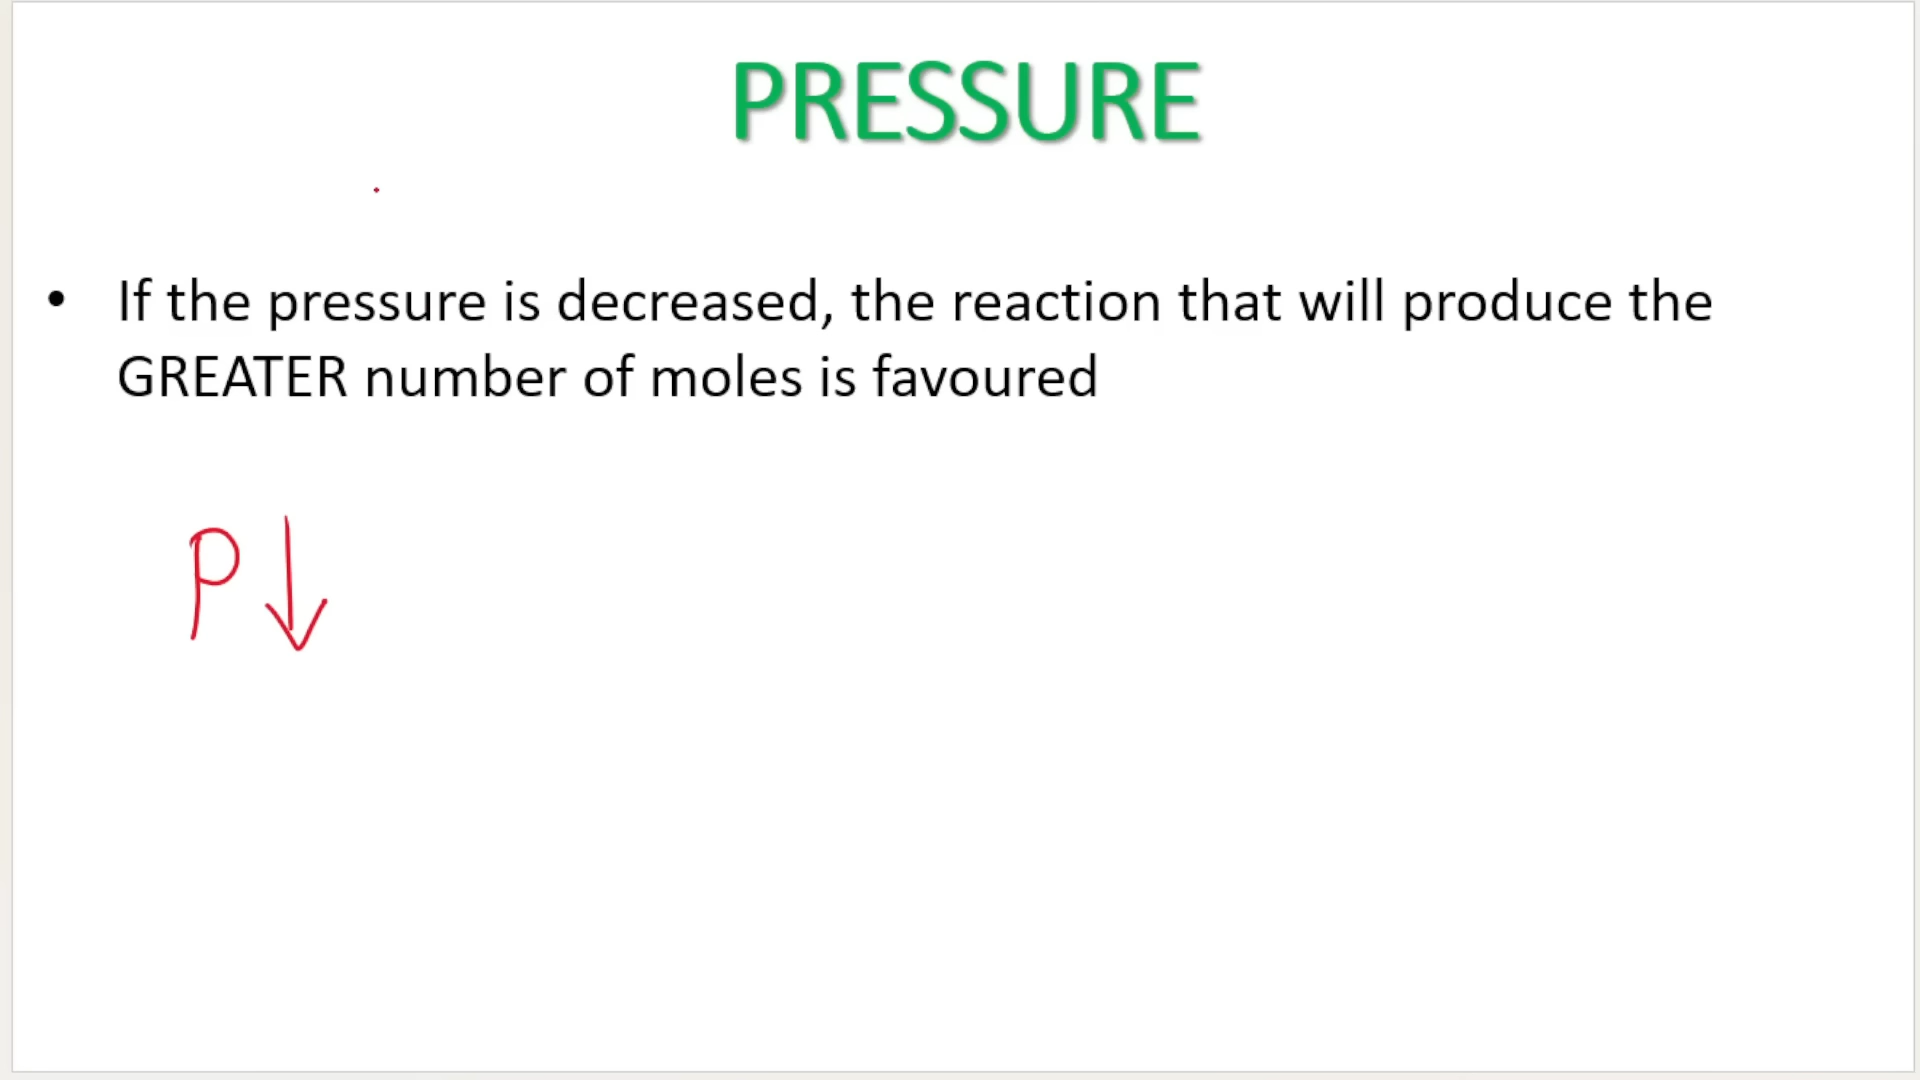 PRESSURE
• If the pressure is decreased, the reaction that will produce the
GREATER number of moles is favoured
P↓